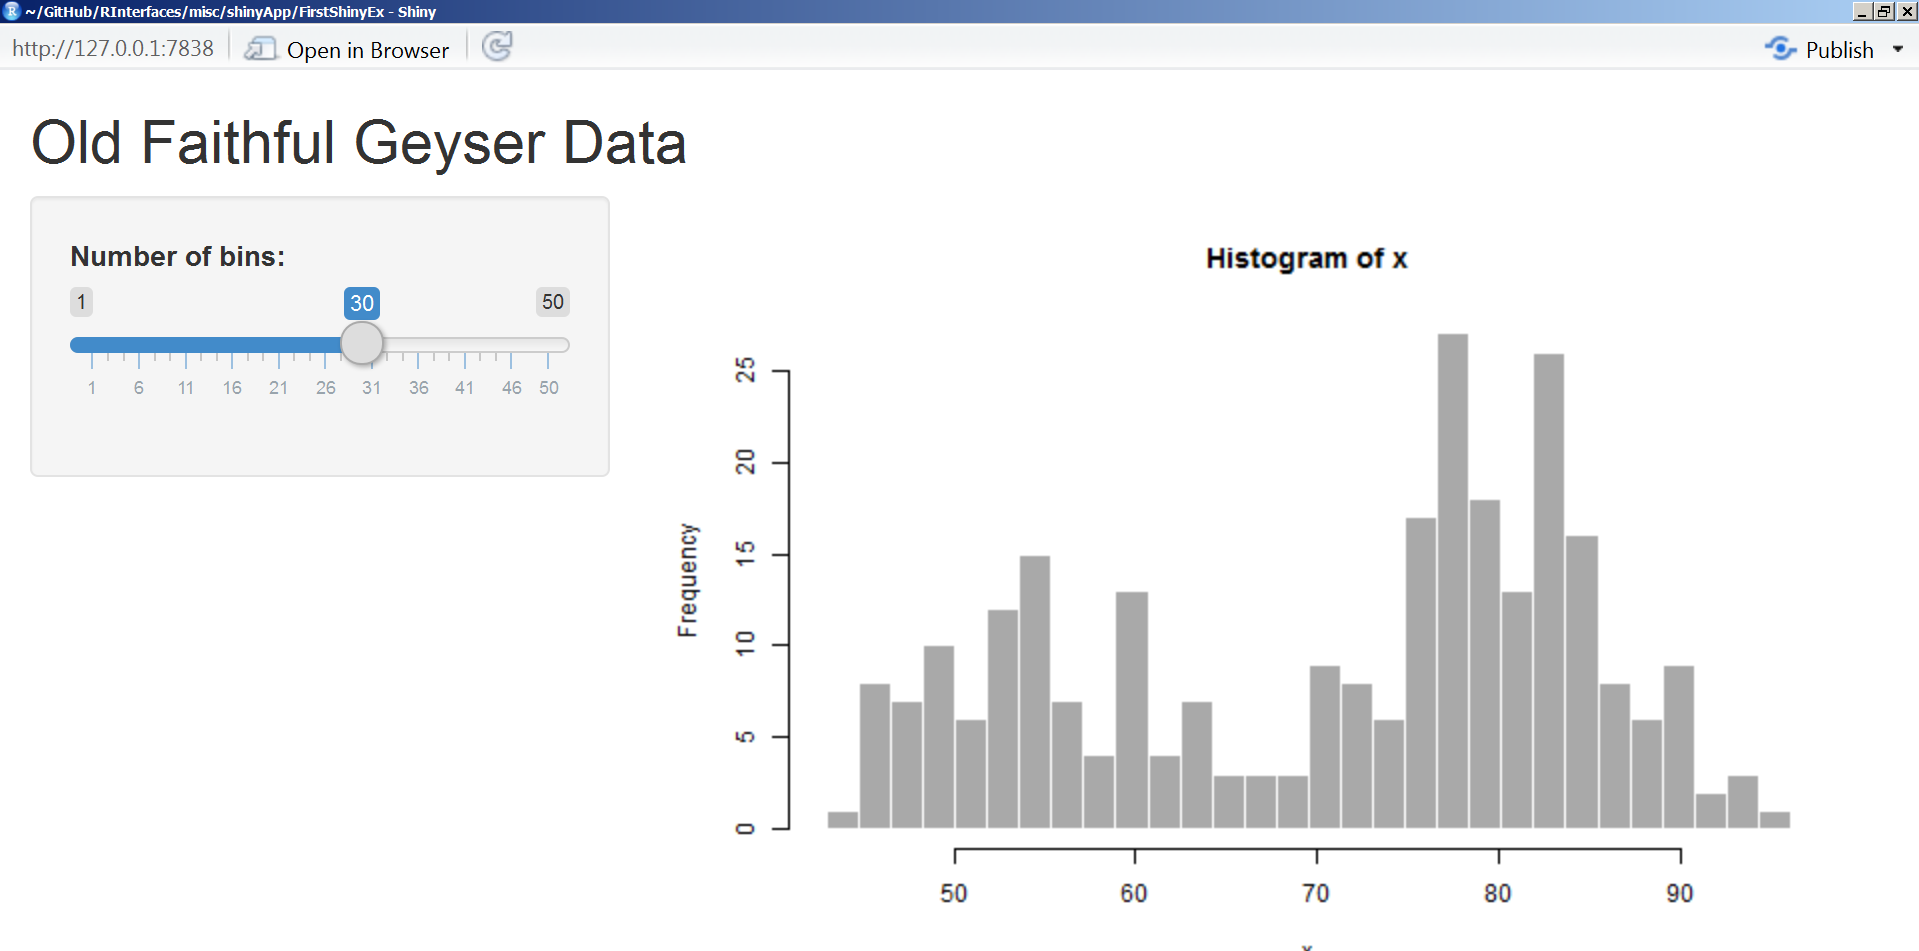 ~/GitHub/RInterfaces/misc/shinyApp/FirstShinyEx - Shiny
http://127.0.0.1:7838 Open in Browser Publish
Old Faithful Geyser Data
Number of bins:
1 30 50
1 6 11 16 21 26 31 36 41 46 50
Histogram of x
Frequency
25
20
15
10
5
0
50 60 70 80 90
x